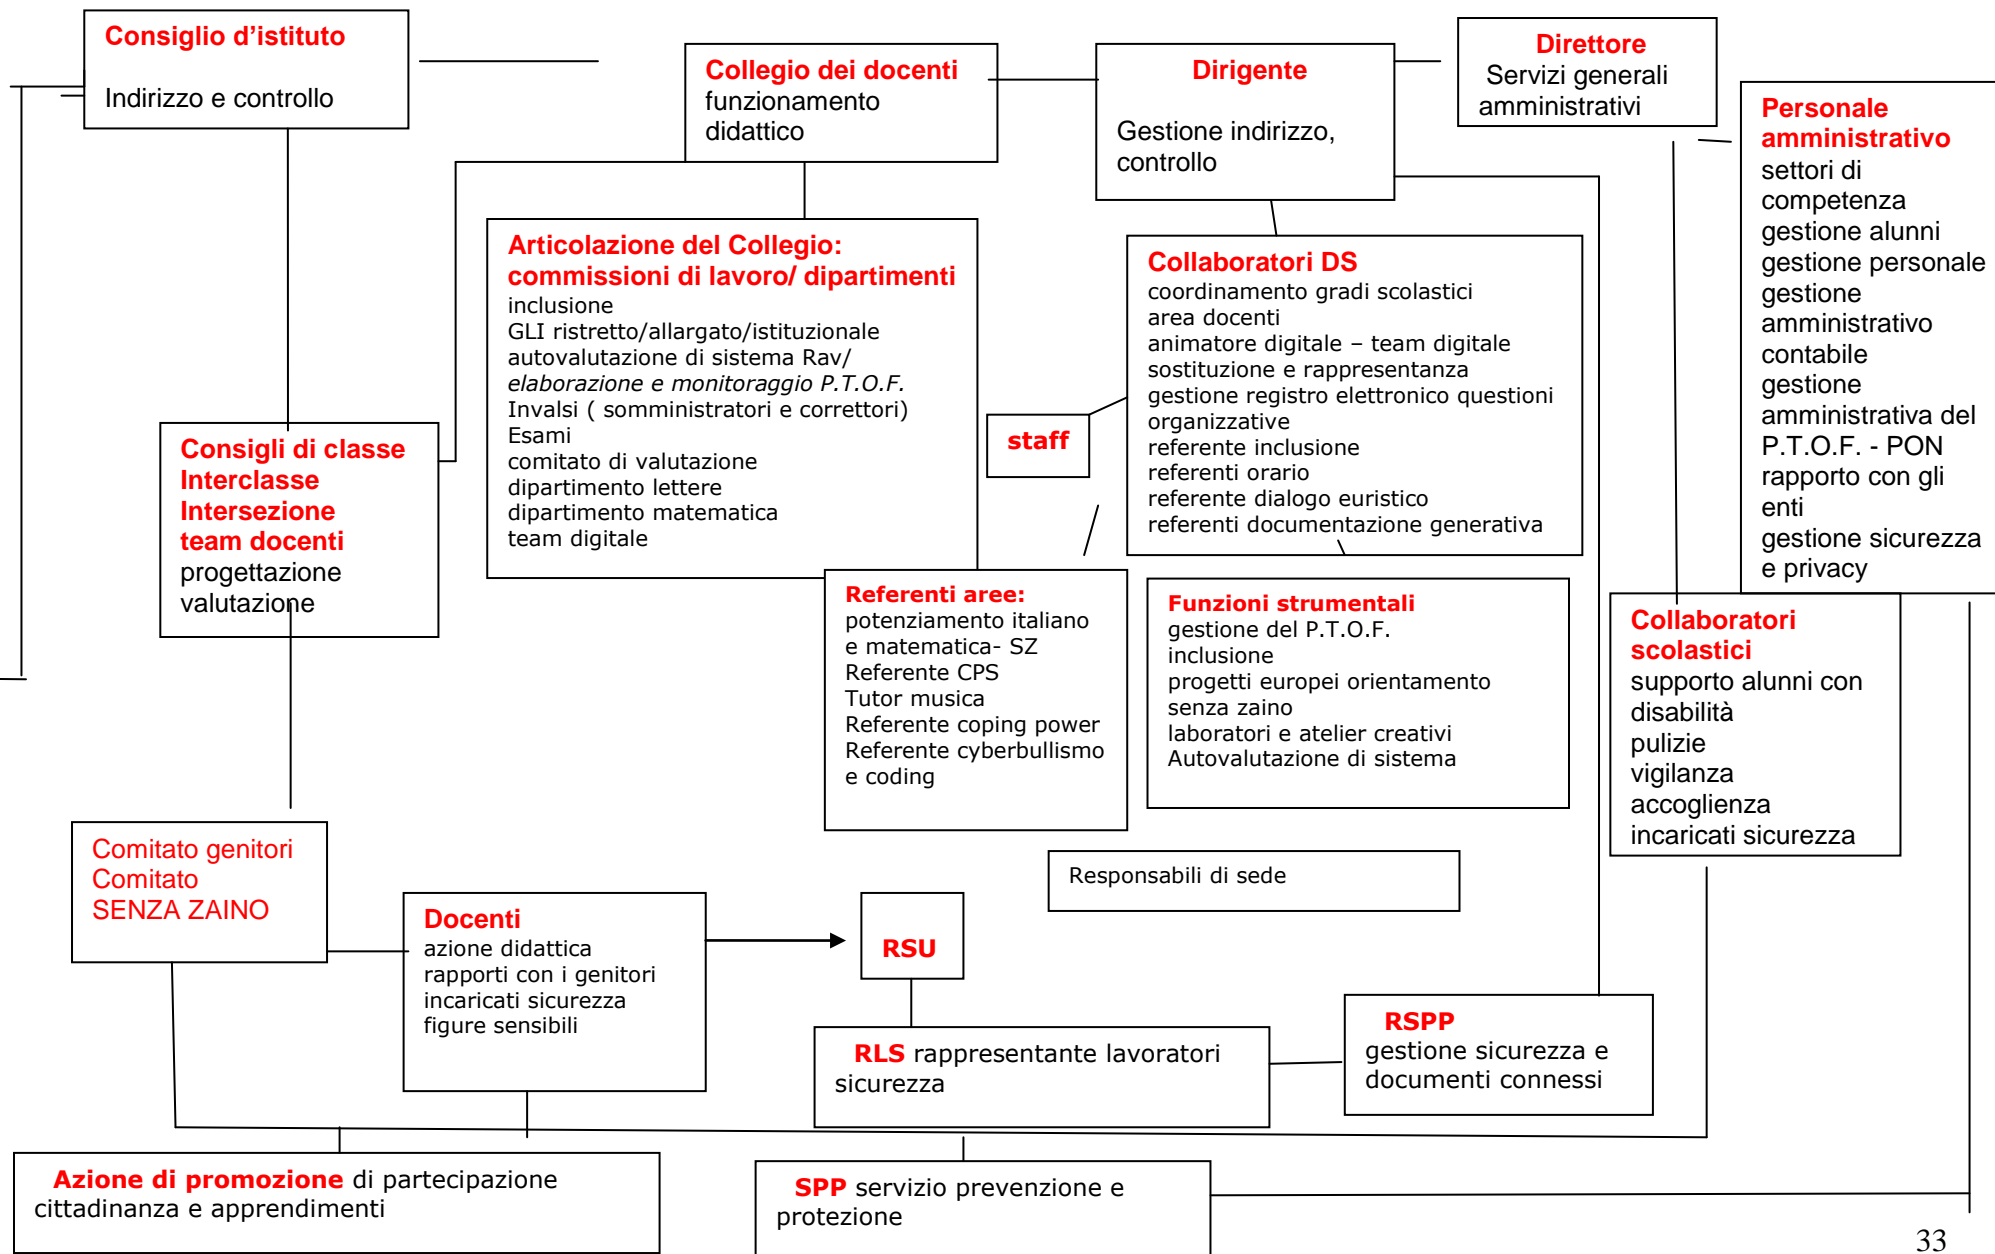 Consiglio d’istituto
Indirizzo e controllo
Collegio dei docenti
funzionamento
didattico
Dirigente
Gestione indirizzo,
controllo
Direttore
Servizi generali
amministrativi
Personale
amministrativo
settori di
competenza
gestione alunni
gestione personale
gestione
amministrativo
contabile
gestione
amministrativa del
P.T.O.F. - PON
rapporto con gli
enti
gestione sicurezza
e privacy
Articolazione del Collegio:
commissioni di lavoro/ dipartimenti
inclusione
GLI ristretto/allargato/istituzionale
autovalutazione di sistema Rav/
elaborazione e monitoraggio P.T.O.F.
Invalsi ( somministratori e correttori)
Esami
comitato di valutazione
dipartimento lettere
dipartimento matematica
team digitale
Collaboratori DS
coordinamento gradi scolastici
area docenti
animatore digitale – team digitale
sostituzione e rappresentanza
gestione registro elettronico questioni
organizzative
referente inclusione
referenti orario
referente dialogo euristico
referenti documentazione generativa
staff
Consigli di classe
Interclasse
Intersezione
team docenti
progettazione
valutazione
Referenti aree:
potenziamento italiano
e matematica- SZ
Referente CPS
Tutor musica
Referente coping power
Referente cyberbullismo
e coding
Funzioni strumentali
gestione del P.T.O.F.
inclusione
progetti europei orientamento
senza zaino
laboratori e atelier creativi
Autovalutazione di sistema
Collaboratori
scolastici
supporto alunni con
disabilità
pulizie
vigilanza
accoglienza
incaricati sicurezza
Comitato genitori
Comitato
SENZA ZAINO
Responsabili di sede
Docenti
azione didattica
rapporti con i genitori
incaricati sicurezza
figure sensibili
RSU
RLS rappresentante lavoratori
sicurezza
RSPP
gestione sicurezza e
documenti connessi
Azione di promozione di partecipazione
cittadinanza e apprendimenti
SPP servizio prevenzione e
protezione
33